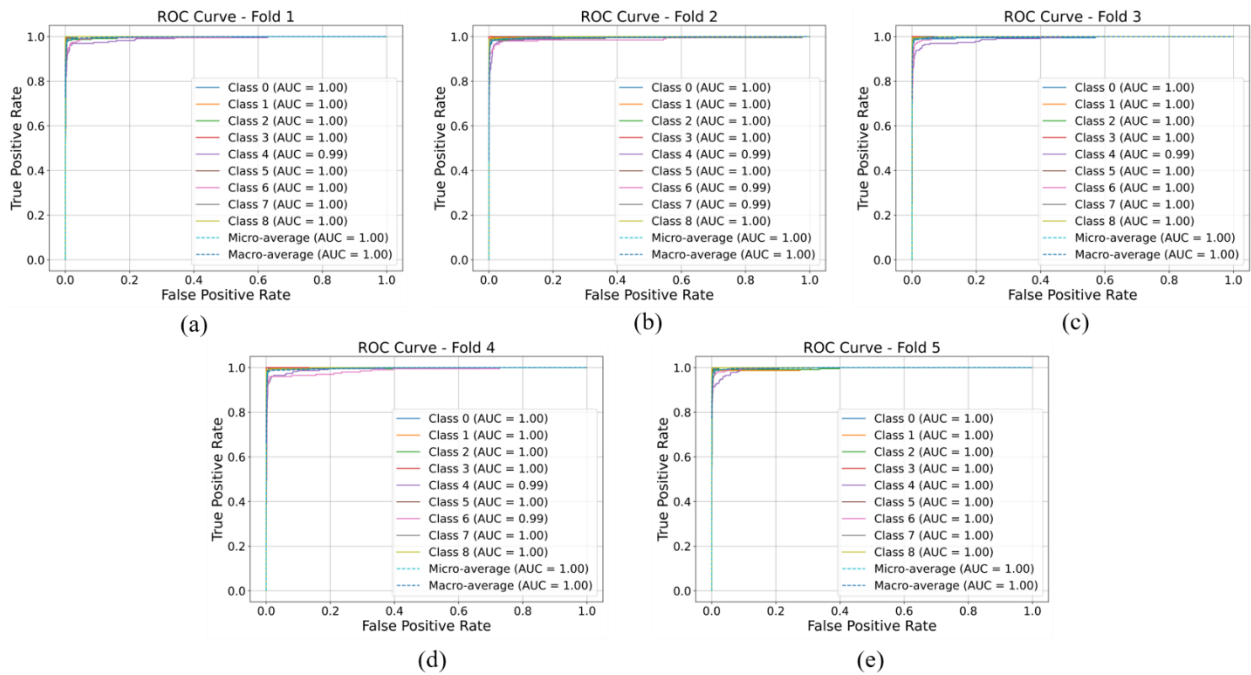 ROC Curve - Fold 1
True Positive Rate
1.0
0.8
0.6
0.4
0.2
0.0
Class 0 (AUC = 1.00)
Class 1 (AUC = 1.00)
Class 2 (AUC = 1.00)
Class 3 (AUC = 1.00)
Class 4 (AUC = 0.99)
Class 5 (AUC = 1.00)
Class 6 (AUC = 1.00)
Class 7 (AUC = 1.00)
Class 8 (AUC = 1.00)
Micro-average (AUC = 1.00)
Macro-average (AUC = 1.00)
0.0 0.2 0.4 0.6 0.8 1.0
False Positive Rate
(a)
ROC Curve - Fold 2
True Positive Rate
1.0
0.8
0.6
0.4
0.2
0.0
Class 0 (AUC = 1.00)
Class 1 (AUC = 1.00)
Class 2 (AUC = 1.00)
Class 3 (AUC = 1.00)
Class 4 (AUC = 0.99)
Class 5 (AUC = 1.00)
Class 6 (AUC = 0.99)
Class 7 (AUC = 0.99)
Class 8 (AUC = 1.00)
Micro-average (AUC = 1.00)
Macro-average (AUC = 1.00)
0.0 0.2 0.4 0.6 0.8 1.0
False Positive Rate
(b)
ROC Curve - Fold 3
True Positive Rate
1.0
0.8
0.6
0.4
0.2
0.0
Class 0 (AUC = 1.00)
Class 1 (AUC = 1.00)
Class 2 (AUC = 1.00)
Class 3 (AUC = 1.00)
Class 4 (AUC = 0.99)
Class 5 (AUC = 1.00)
Class 6 (AUC = 1.00)
Class 7 (AUC = 1.00)
Class 8 (AUC = 1.00)
Micro-average (AUC = 1.00)
Macro-average (AUC = 1.00)
0.0 0.2 0.4 0.6 0.8 1.0
False Positive Rate
(c)
ROC Curve - Fold 4
True Positive Rate
1.0
0.8
0.6
0.4
0.2
0.0
Class 0 (AUC = 1.00)
Class 1 (AUC = 1.00)
Class 2 (AUC = 1.00)
Class 3 (AUC = 1.00)
Class 4 (AUC = 0.99)
Class 5 (AUC = 1.00)
Class 6 (AUC = 0.99)
Class 7 (AUC = 1.00)
Class 8 (AUC = 1.00)
Micro-average (AUC = 1.00)
Macro-average (AUC = 1.00)
0.0 0.2 0.4 0.6 0.8 1.0
False Positive Rate
(d)
ROC Curve - Fold 5
True Positive Rate
1.0
0.8
0.6
0.4
0.2
0.0
Class 0 (AUC = 1.00)
Class 1 (AUC = 1.00)
Class 2 (AUC = 1.00)
Class 3 (AUC = 1.00)
Class 4 (AUC = 1.00)
Class 5 (AUC = 1.00)
Class 6 (AUC = 1.00)
Class 7 (AUC = 1.00)
Class 8 (AUC = 1.00)
Micro-average (AUC = 1.00)
Macro-average (AUC = 1.00)
0.0 0.2 0.4 0.6 0.8 1.0
False Positive Rate
(e)